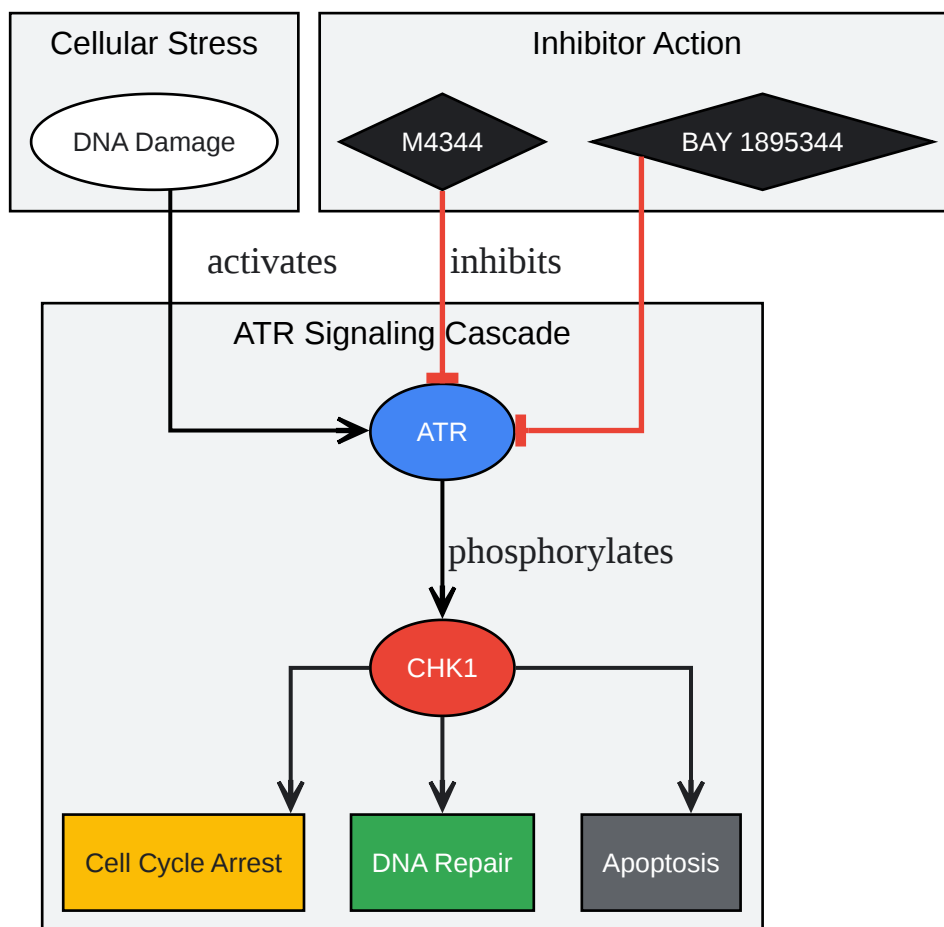 Cellular Stress
Inhibitor Action
DNA Damage
M4344
BAY 1895344
activates
inhibits
ATR Signaling Cascade
ATR
phosphorylates
CHK1
Cell Cycle Arrest
DNA Repair
Apoptosis